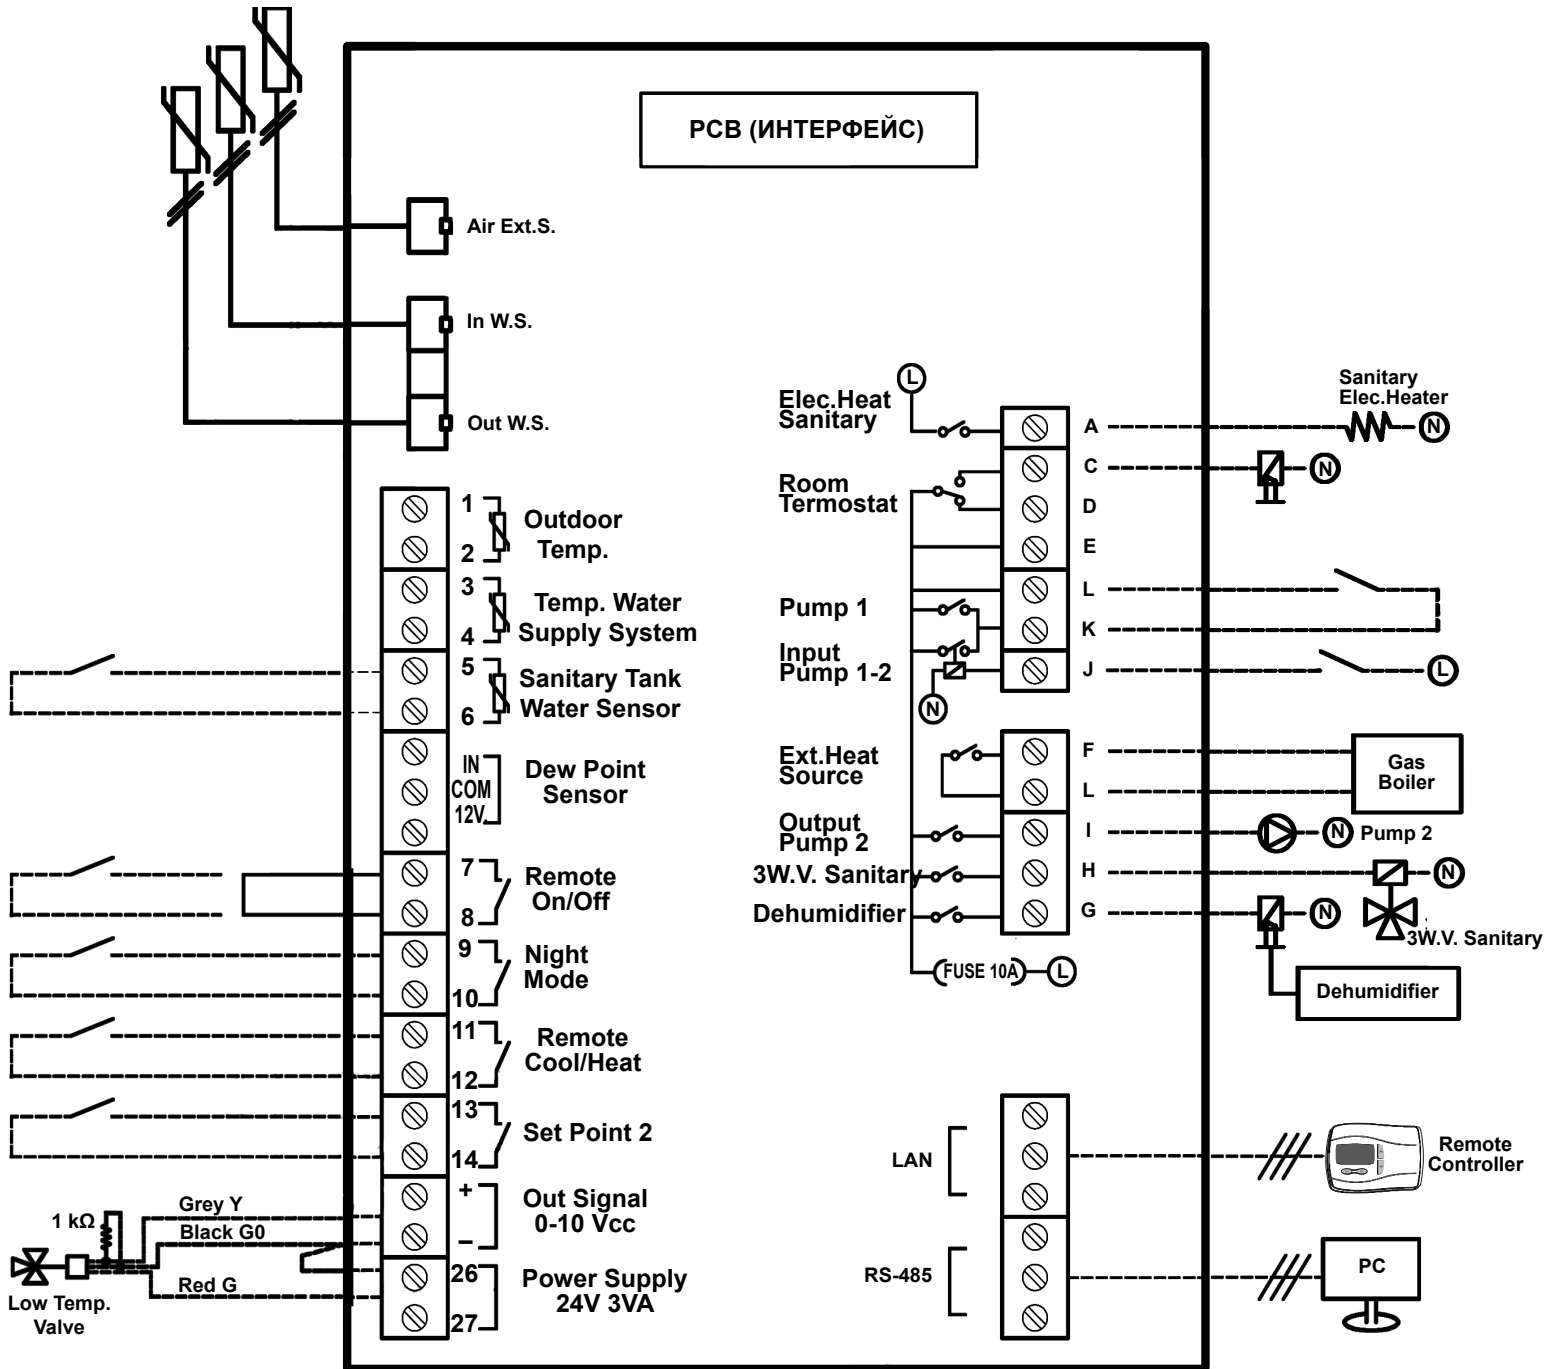 PCB (ИНТЕРФЕЙС)
Air Ext.S.
In W.S.
Out W.S.
1
2
Outdoor
Temp.
3
4
Temp. Water
Supply System
5
6
Sanitary Tank
Water Sensor
IN
COM
12V.
Dew Point
Sensor
7
8
Remote
On/Off
9
10
Night
Mode
11
12
Remote
Cool/Heat
13
14
Set Point 2
+
–
Out Signal
0-10 Vcc
26
27
Power Supply
24V 3VA
1 kΩ
Grey Y
Black G0
Red G
Low Temp.
Valve
L
Elec.Heat
Sanitary
Room
Termostat
Pump 1
Input
Pump 1-2
N
Ext.Heat
Source
Output
Pump 2
3W.V. Sanitary
Dehumidifier
FUSE 10A
L
A
C
D
E
L
K
J
F
L
I
H
G
Sanitary
Elec.Heater
N
N
L
Gas
Boiler
N
Pump 2
N
N
3W.V. Sanitary
Dehumidifier
LAN
RS-485
Remote
Controller
PC